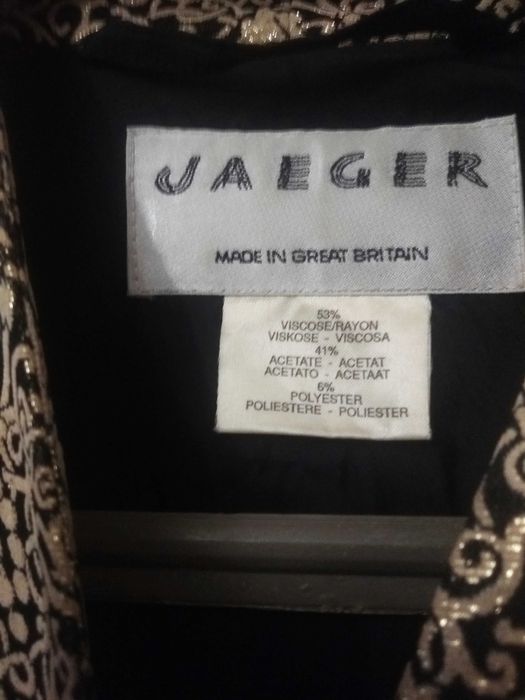 JAEGER
MADE IN GREAT BRITAIN
53%
VISCOSE/RAYON
VISKOSE - VISCOSA
41%
ACETATE - ACETAT
ACETATO - ACETAAT
6%
POLYESTER
POLIESTERE - POLIESTER